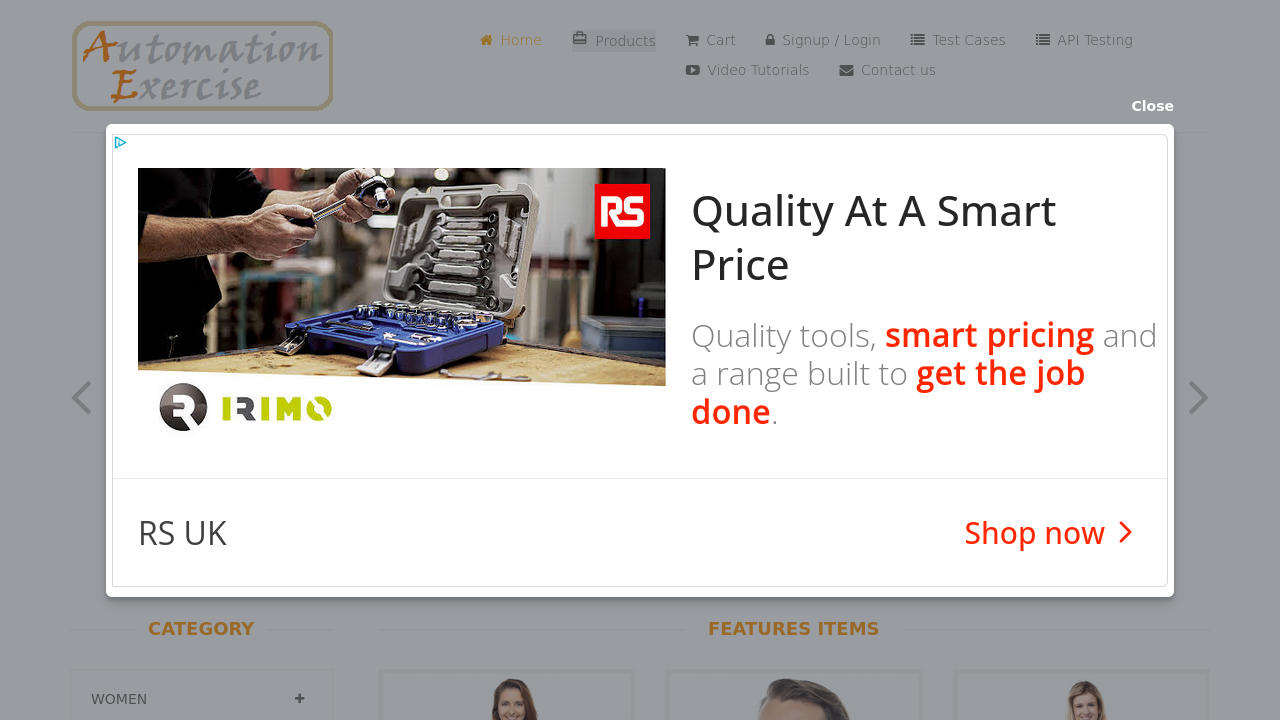 Automation
Exercise
Home
Products
Cart
Signup / Login
Test Cases
API Testing
Video Tutorials
Contact us
Close
RS
IRIMO
Quality At A Smart
Price
Quality tools, smart pricing and
a range built to get the job
done.
RS UK
Shop now
CATEGORY
FEATURES ITEMS
WOMEN